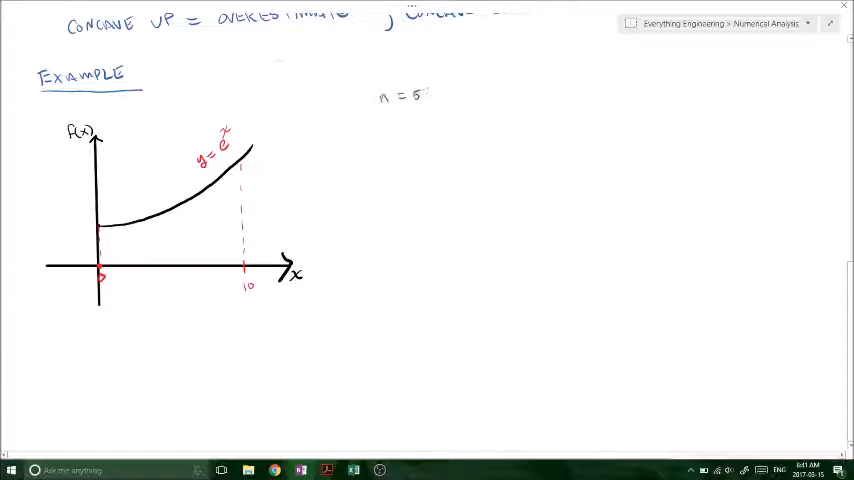 CONCAVE UP = OVERESTIMATE ; CONCAVE
Everything Engineering > Numerical Analysis
EXAMPLE
n = 5
f(x)
y = e^x
x
0
10
Ask me anything
ENG
8:41 AM
2017-03-15